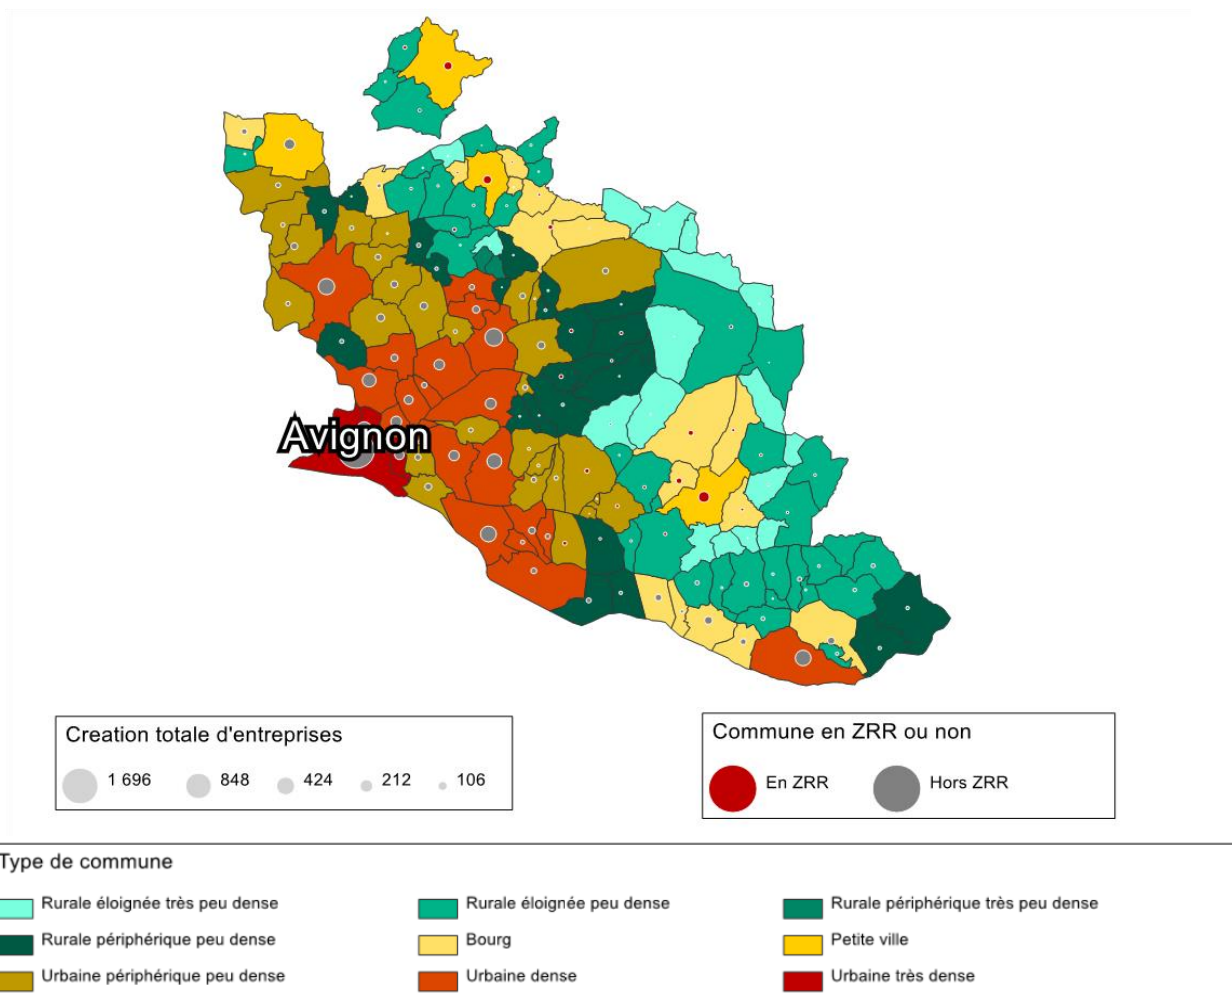 Avignon
Creation totale d'entreprises
1 696 848 424 212 106
Commune en ZRR ou non
En ZRR Hors ZRR
Type de commune
Rurale éloignée très peu dense Rurale éloignée peu dense Rurale périphérique très peu dense
Rurale périphérique peu dense Bourg Petite ville
Urbaine périphérique peu dense Urbaine dense Urbaine très dense